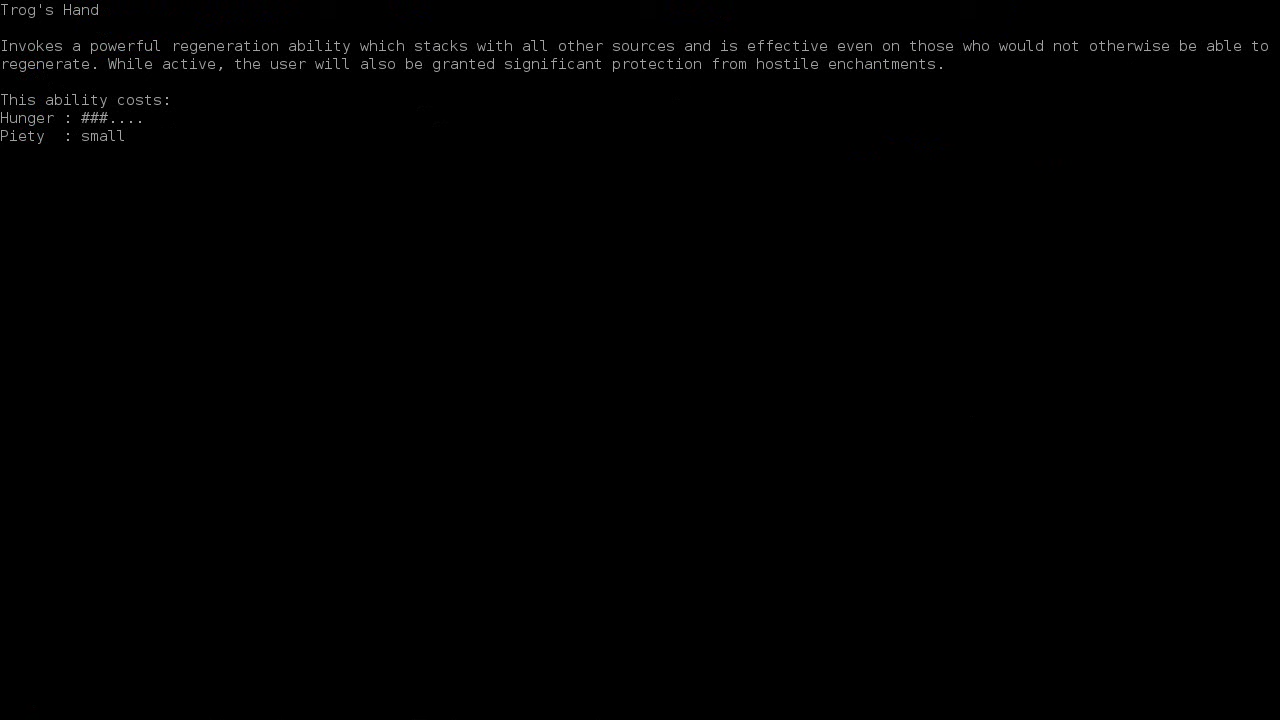 Trog's Hand
Invokes a powerful regeneration ability which stacks with all other sources and is effective even on those who would not otherwise be able to
regenerate. While active, the user will also be granted significant protection from hostile enchantments.
This ability costs:
Hunger : ###....
Piety  : small